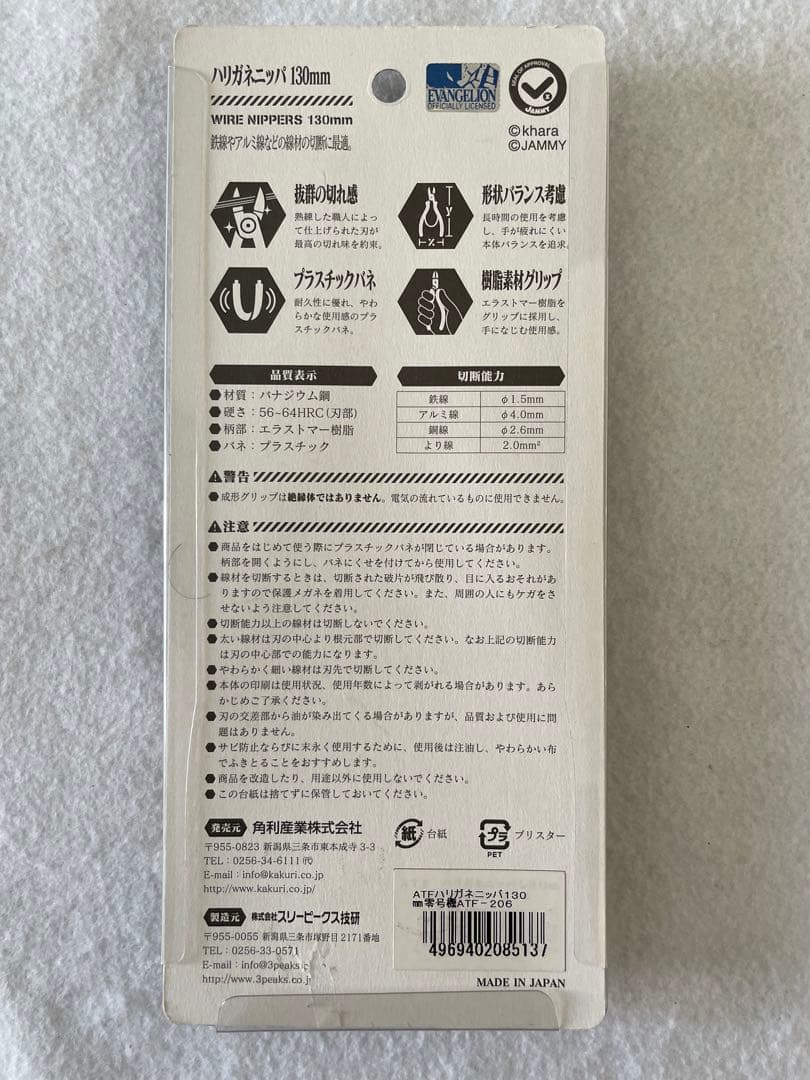 ハリガネニッパ 130mm
WIRE NIPPERS 130mm
鉄線やアルミ線などの線材の切断に最適。
EVANGELION
OFFICIALLY LICENSED
SEAL OF APPROVAL
JAMMY
©khara
©JAMMY
抜群の切れ感
熟練した職人によっ
て仕上げられた刃が
最高の切れ味を約束。
形状バランス考慮
長時間の使用を考慮
し、手が疲れにくい
本体バランスを追求。
プラスチックバネ
耐久性に優れ、やわ
らかな使用感のプラ
スチックバネ。
樹脂素材グリップ
エラストマー樹脂を
グリップに採用し、
手になじむ使用感。
品質表示
●材質：バナジウム鋼
●硬さ：56~64HRC(刃部)
●柄部：エラストマー樹脂
●バネ：プラスチック
切断能力
鉄線 φ1.5mm
アルミ線 φ4.0mm
銅線 φ2.6mm
より線 2.0mm²
⚠警告
●成形グリップは絶縁体ではありません。電気の流れているものに使用できません。
⚠注意
●商品をはじめて使う際にプラスチックバネが閉じている場合があります。
柄部を開くようにし、バネにくせを付けてから使用してください。
●線材を切断するときは、切断された破片が飛び散り、目に入るおそれがあ
りますので保護メガネを着用してください。また、周囲の人にもケガをさ
せないよう注意してください。
●切断能力以上の線材は切断しないでください。
●太い線材は刃の中心より根元部で切断してください。なお上記の切断能力
は刃の中心部での能力になります。
●やわらかく細い線材は刃先で切断してください。
●本体の印刷は使用状況、使用年数によって剥がれる場合があります。あら
かじめご了承ください。
●刃の交差部から油が染み出てくる場合がありますが、品質および使用に問
題はありません。
●サビ防止ならびに末永く使用するために、使用後は注油し、やわらかい布
でふきとることをおすすめします。
●商品を改造したり、用途以外に使用しないでください。
●この台紙は捨てずに保管しておいてください。
発売元 角利産業株式会社
〒955-0823 新潟県三条市東本成寺 3-3
TEL：0256-34-6111㈹
E-mail：info@kakuri.co.jp
http://www.kakuri.co.jp/
紙 台紙
プラ ブリスター
PET
製造元 株式会社スリーピークス技研
〒955-0055 新潟県三条市塚野目 2171番地
TEL：0256-33-0571
E-mail：info@3peaks.co.jp
http://www.3peaks.co.jp
ATFハリガネニッパ130
㎜零号機ATF-206
4969402085137
MADE IN JAPAN